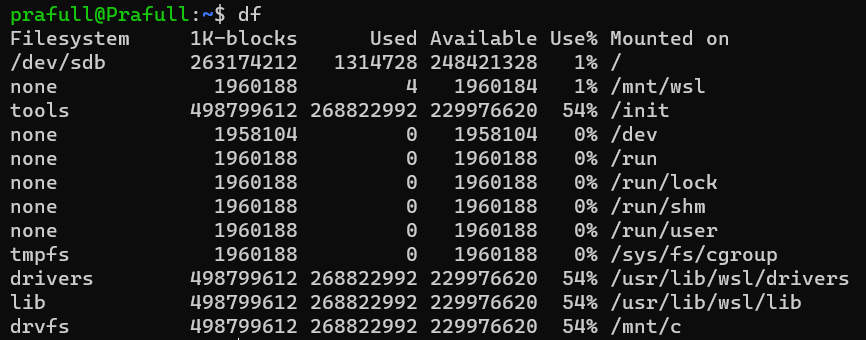 prafull@Prafull:~$ df
Filesystem     1K-blocks      Used Available Use% Mounted on
/dev/sdb       263174212   1314728 248421328   1% /
none             1960188         4   1960184   1% /mnt/wsl
tools          498799612 268822992 229976620  54% /init
none             1958104         0   1958104   0% /dev
none             1960188         0   1960188   0% /run
none             1960188         0   1960188   0% /run/lock
none             1960188         0   1960188   0% /run/shm
none             1960188         0   1960188   0% /run/user
tmpfs            1960188         0   1960188   0% /sys/fs/cgroup
drivers        498799612 268822992 229976620  54% /usr/lib/wsl/drivers
lib            498799612 268822992 229976620  54% /usr/lib/wsl/lib
drvfs          498799612 268822992 229976620  54% /mnt/c